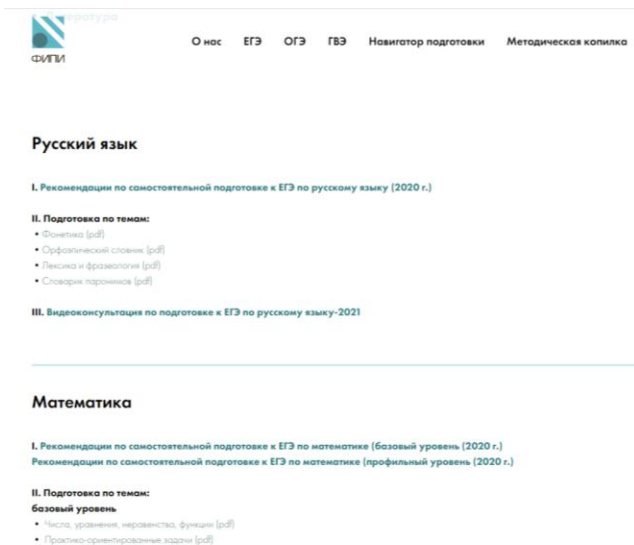 Литература
ФИПИ
О нас ЕГЭ ОГЭ ГВЭ Навигатор подготовки Методическая копилка
Русский язык
I. Рекомендации по самостоятельной подготовке к ЕГЭ по русскому языку (2020 г.)
II. Подготовка по темам:
• Фонетика (pdf)
• Орфоэпический словник (pdf)
• Лексика и фразеология (pdf)
• Словарик паронимов (pdf)
III. Видеоконсультация по подготовке к ЕГЭ по русскому языку-2021
Математика
I. Рекомендации по самостоятельной подготовке к ЕГЭ по математике (базовый уровень (2020 г.)
Рекомендации по самостоятельной подготовке к ЕГЭ по математике (профильный уровень (2020 г.)
II. Подготовка по темам:
базовый уровень
• Числа, уравнения, неравенства, функции (pdf)
• Практико-ориентированные задачи (pdf)